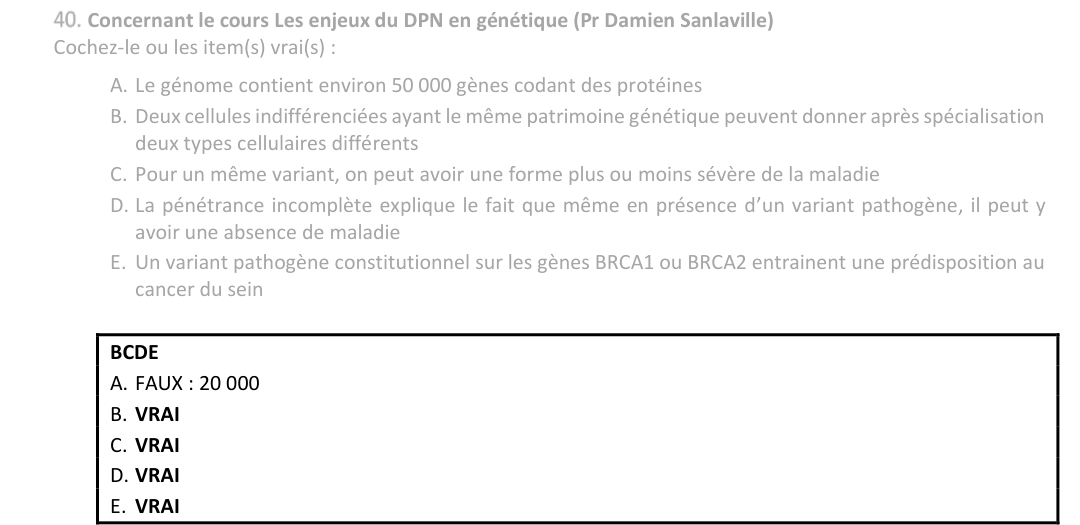 40. Concernant le cours Les enjeux du DPN en génétique (Pr Damien Sanlaville)
Cochez-le ou les item(s) vrai(s) :
A. Le génome contient environ 50 000 gènes codant des protéines
B. Deux cellules indifférenciées ayant le même patrimoine génétique peuvent donner après spécialisation
deux types cellulaires différents
C. Pour un même variant, on peut avoir une forme plus ou moins sévère de la maladie
D. La pénétrance incomplète explique le fait que même en présence d’un variant pathogène, il peut y
avoir une absence de maladie
E. Un variant pathogène constitutionnel sur les gènes BRCA1 ou BRCA2 entrainent une prédisposition au
cancer du sein
BCDE
A. FAUX : 20 000
B. VRAI
C. VRAI
D. VRAI
E. VRAI